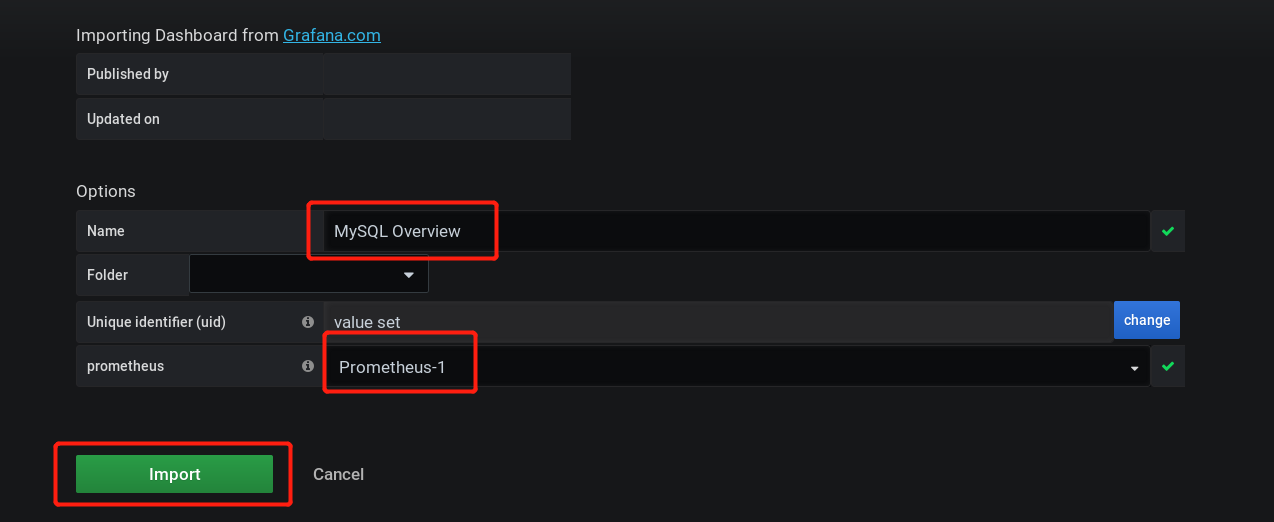 Importing Dashboard from Grafana.com
Published by
Updated on
Options
Name MySQL Overview
Folder
Unique identifier (uid) value set change
prometheus Prometheus-1
Import Cancel